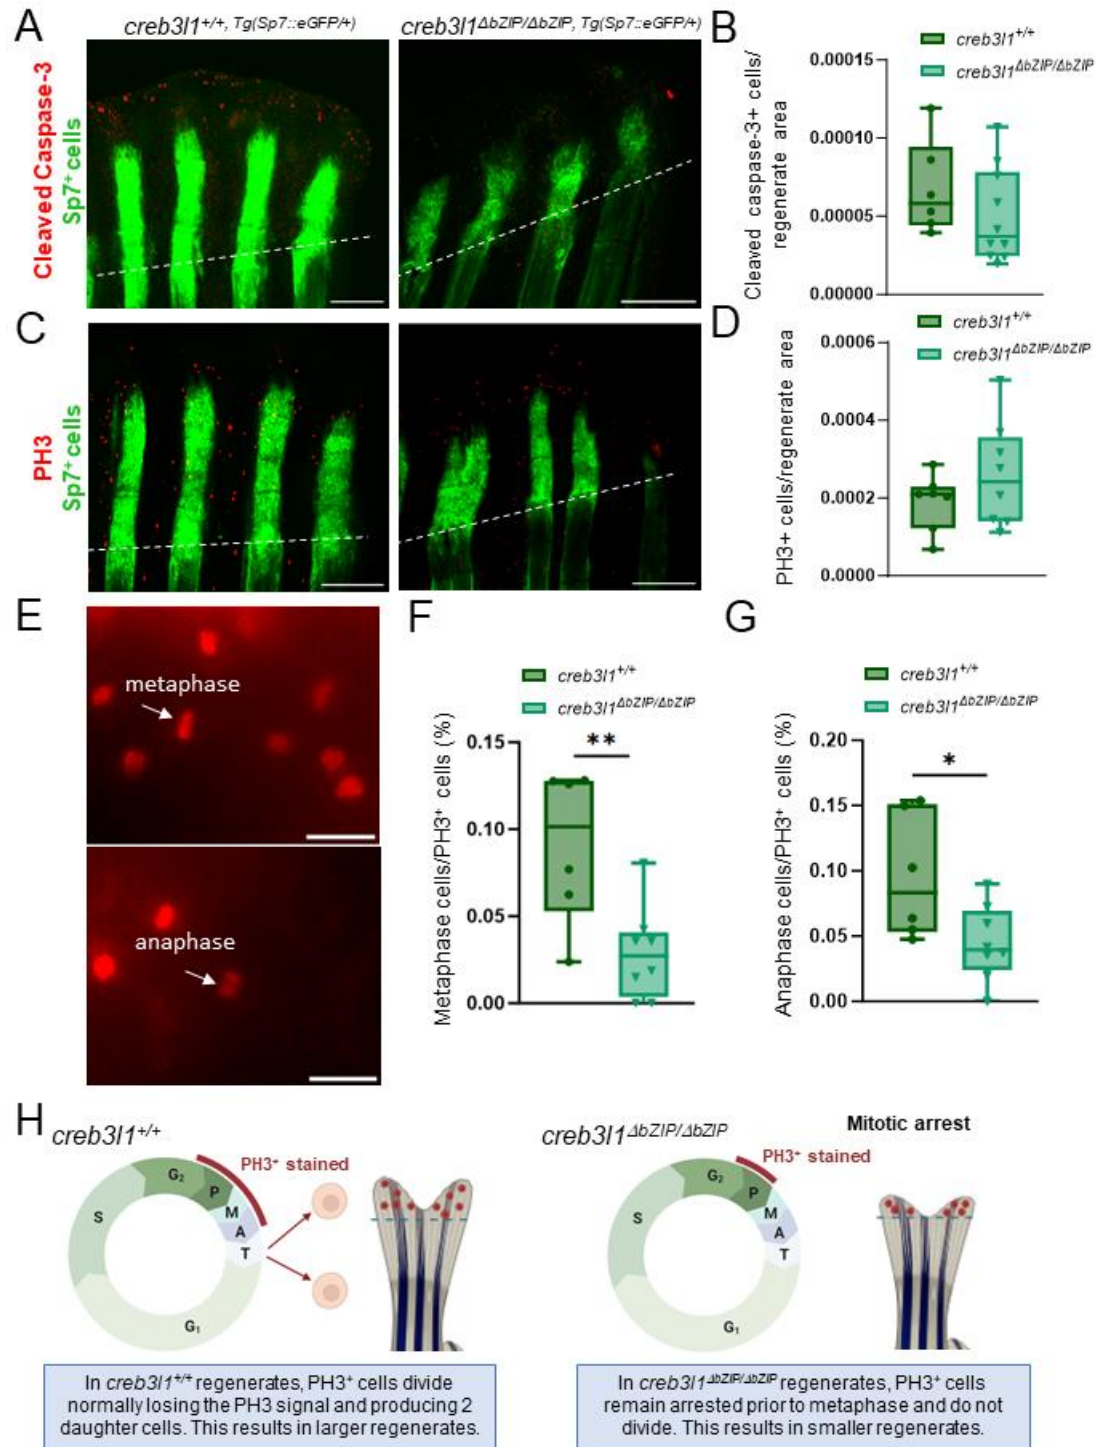 A
creb3l1+/+, Tg(Sp7::eGFP/+)
creb3l1ΔbZIP/ΔbZIP, Tg(Sp7::eGFP/+)
Cleaved Caspase-3
Sp7+ cells
B
creb3l1+/+
creb3l1ΔbZIP/ΔbZIP
Cleaved caspase-3+ cells/
regenerate area
0.00015
0.00010
0.00005
0.00000
C
PH3
Sp7+ cells
D
creb3l1+/+
creb3l1ΔbZIP/ΔbZIP
PH3+ cells/regenerate area
0.0006
0.0004
0.0002
0.0000
E
metaphase
anaphase
F
creb3l1+/+
creb3l1ΔbZIP/ΔbZIP
Metaphase cells/PH3+ cells (%)
0.15
0.10
0.05
0.00
**
G
creb3l1+/+
creb3l1ΔbZIP/ΔbZIP
Anaphase cells/PH3+ cells (%)
0.20
0.15
0.10
0.05
0.00
*
H
creb3l1+/+
PH3+ stained
G2
P
M
A
T
S
G1
In creb3l1+/+ regenerates, PH3+ cells divide
normally losing the PH3 signal and producing 2
daughter cells. This results in larger regenerates.
creb3l1ΔbZIP/ΔbZIP
Mitotic arrest
PH3+ stained
G2
P
M
A
T
S
G1
In creb3l1ΔbZIP/ΔbZIP regenerates, PH3+ cells
remain arrested prior to metaphase and do not
divide. This results in smaller regenerates.